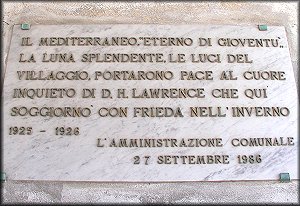 IL MEDITERRANEO, "ETERNO DI GIOVENTU",
LA LUNA SPLENDENTE, LE LUCI DEL
VILLAGGIO, PORTARONO PACE AL CUORE
INQUIETO DI D. H. LAWRENCE CHE QUI
SOGGIORNO' CON FRIEDA NELL'INVERNO
1925 - 1926
L'AMMINISTRAZIONE COMUNALE
27 SETTEMBRE 1986